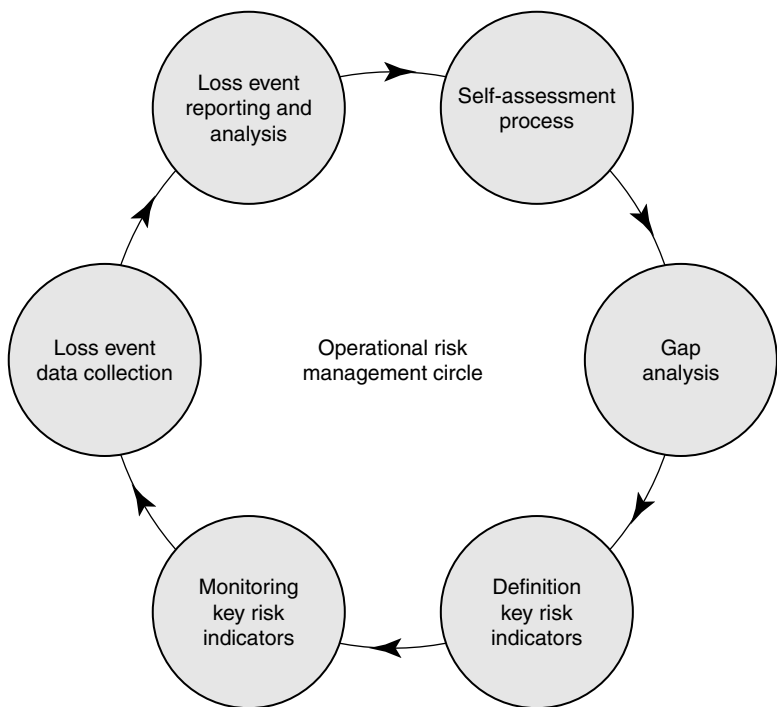 Loss event
reporting and
analysis
Self-assessment
process
Loss event
data collection
Operational risk
management circle
Gap
analysis
Monitoring
key risk
indicators
Definition
key risk
indicators